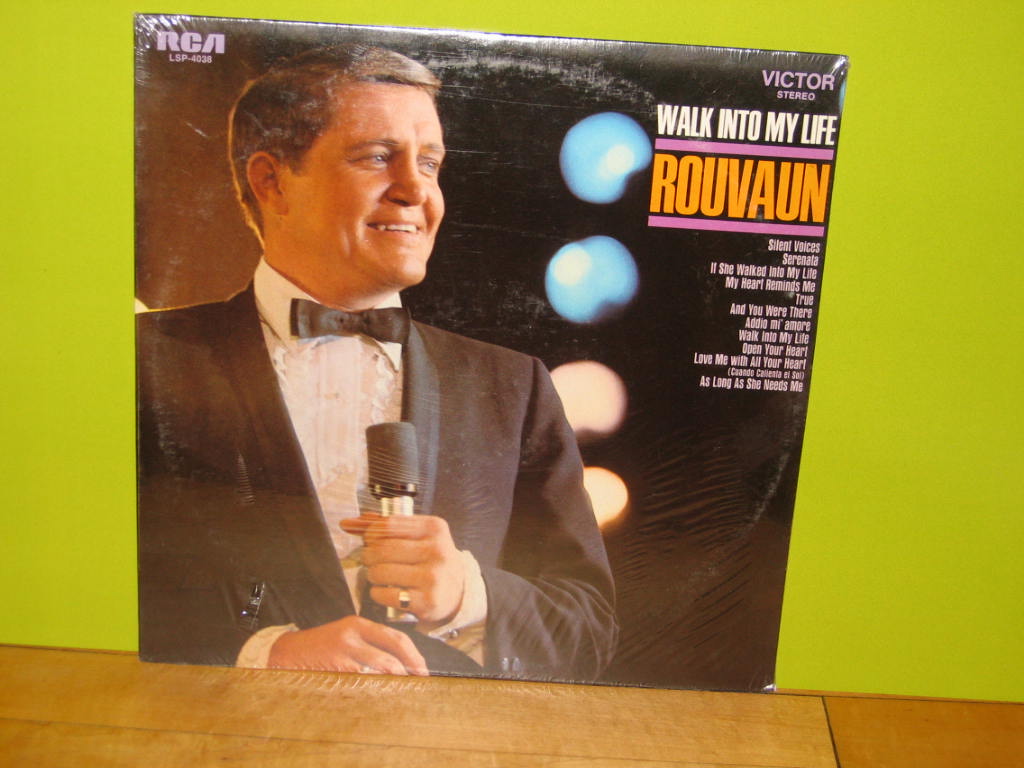 RCA
LSP-4038
VICTOR
STEREO
WALK INTO MY LIFE
ROUVAUN
Silent Voices
Serenata
If She Walked Into My Life
My Heart Reminds Me
True
And You Were There
Addio mi' amore
Walk Into My Life
Open Your Heart
Love Me with All Your Heart
(Cuando Calienta el Sol)
As Long As She Needs Me